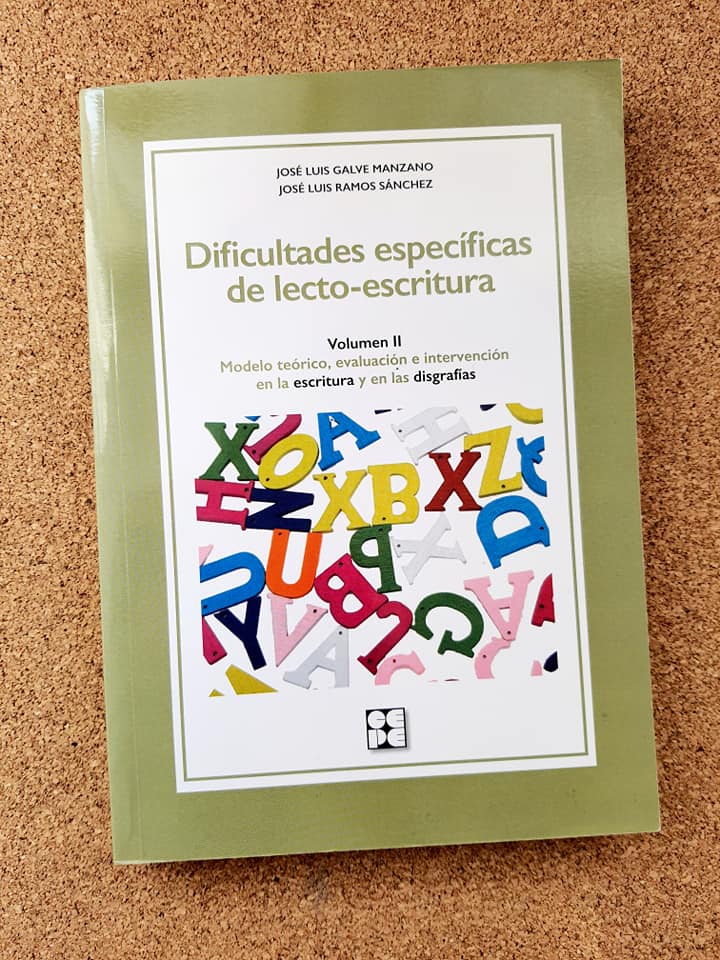 JOSÉ LUIS GALVE MANZANO
JOSÉ LUIS RAMOS SÁNCHEZ
Dificultades específicas
de lecto-escritura
Volumen II
Modelo teórico, evaluación e intervención
en la escritura y en las disgrafías
CEPE